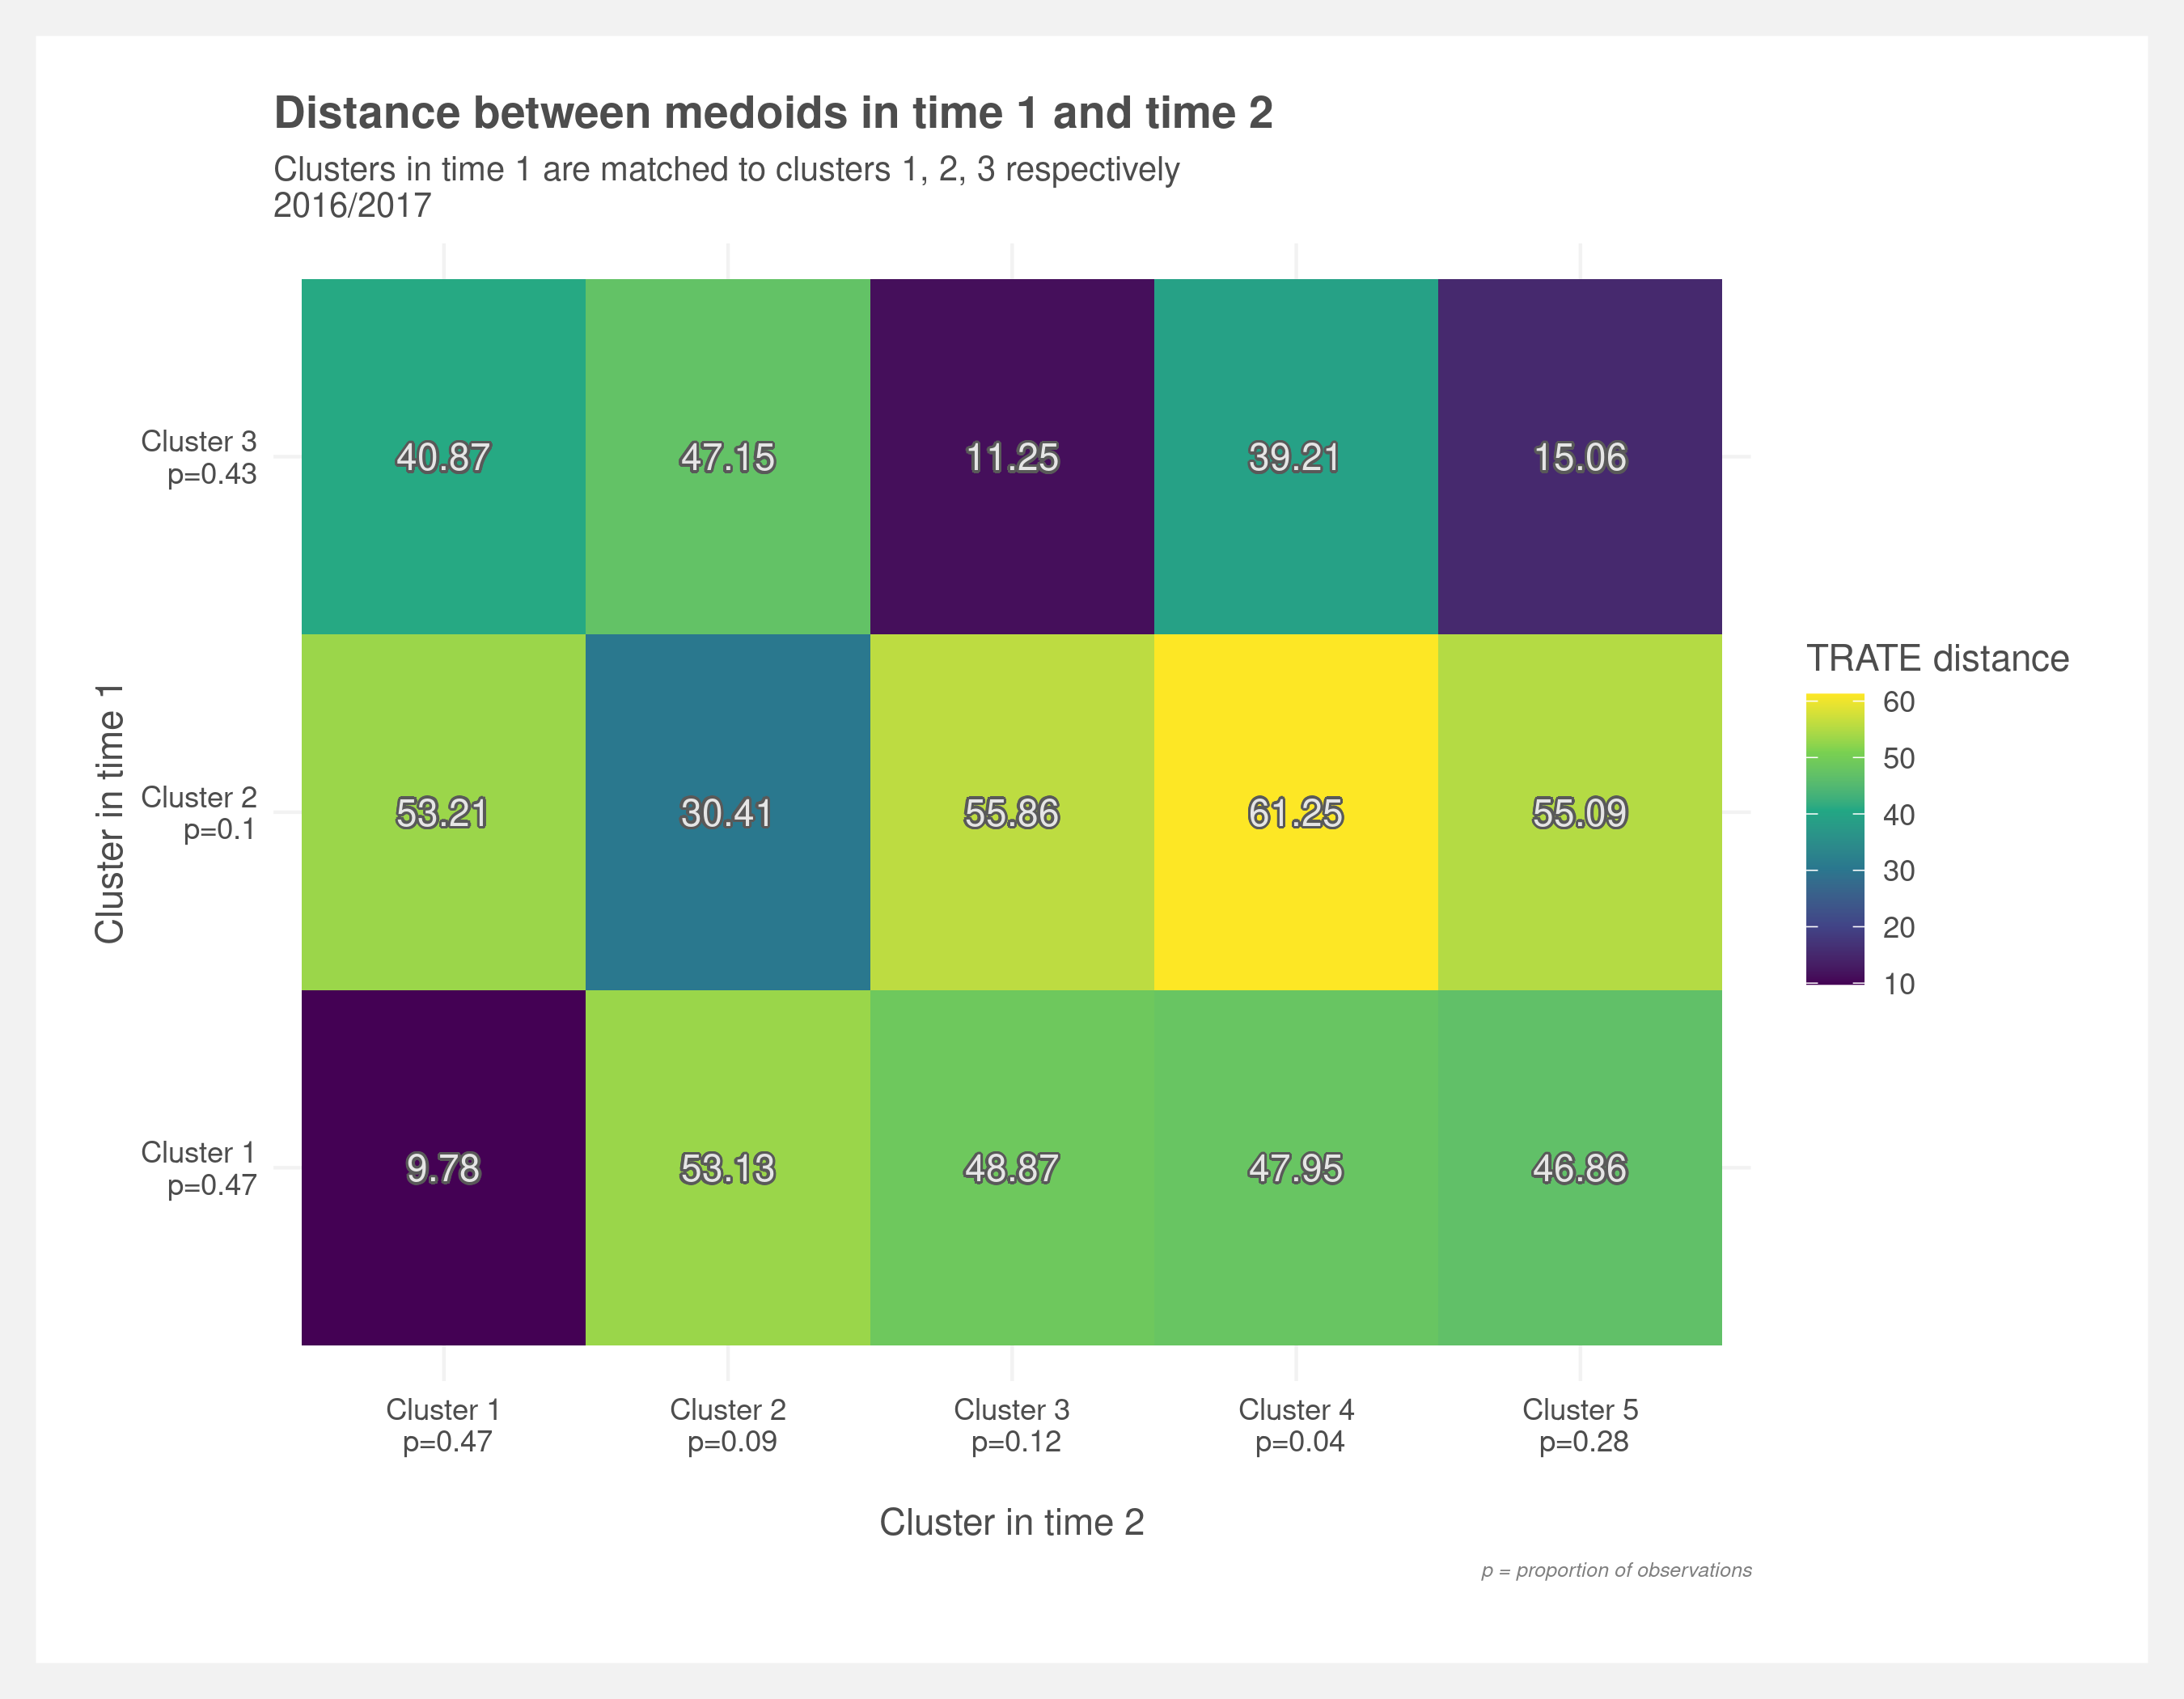 Distance between medoids in time 1 and time 2
Clusters in time 1 are matched to clusters 1, 2, 3 respectively
2016/2017
Cluster in time 1
Cluster 3
p=0.43
40.87 47.15 11.25 39.21 15.06
Cluster 2
p=0.1
53.21 30.41 55.86 61.25 55.09
Cluster 1
p=0.47
9.78 53.13 48.87 47.95 46.86
Cluster 1 Cluster 2 Cluster 3 Cluster 4 Cluster 5
p=0.47 p=0.09 p=0.12 p=0.04 p=0.28
Cluster in time 2
TRATE distance
60
50
40
30
20
10
p = proportion of observations